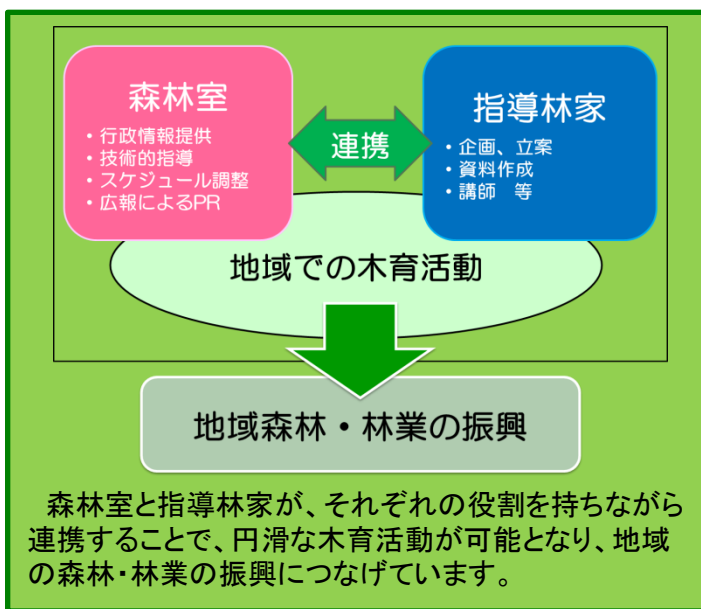 森林室
・行政情報提供
・技術的指導
・スケジュール調整
・広報によるPR
連携
指導林家
・企画、立案
・資料作成
・講師　等
地域での木育活動
地域森林・林業の振興
　森林室と指導林家が、それぞれの役割を持ちながら
連携することで、円滑な木育活動が可能となり、地域
の森林・林業の振興につなげています。